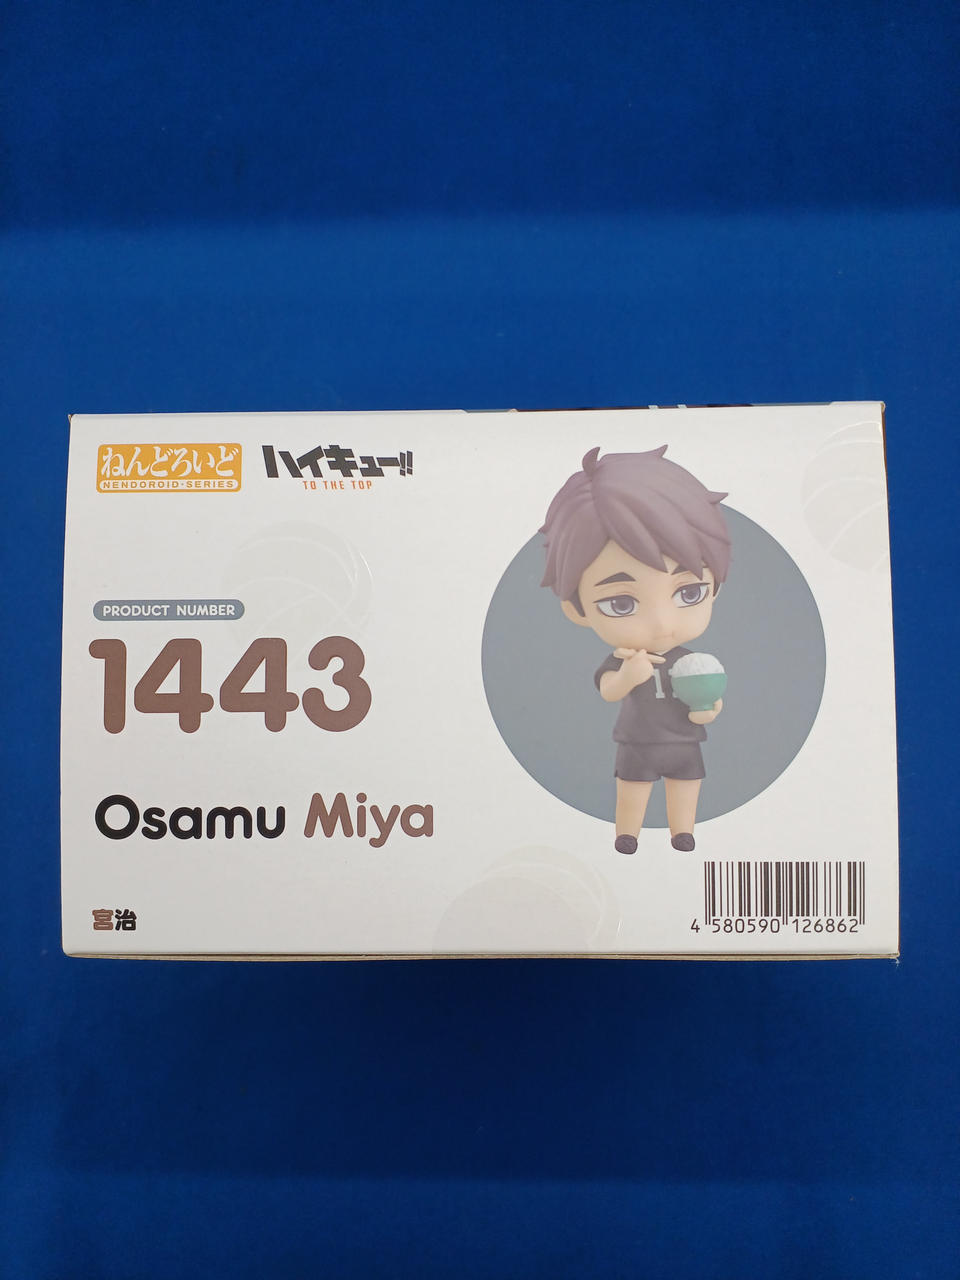 ねんどろいど
NENDOROID・SERIES
ハイキュー!!
TO THE TOP
PRODUCT NUMBER
1443
Osamu Miya
宮治
4 580590 126862